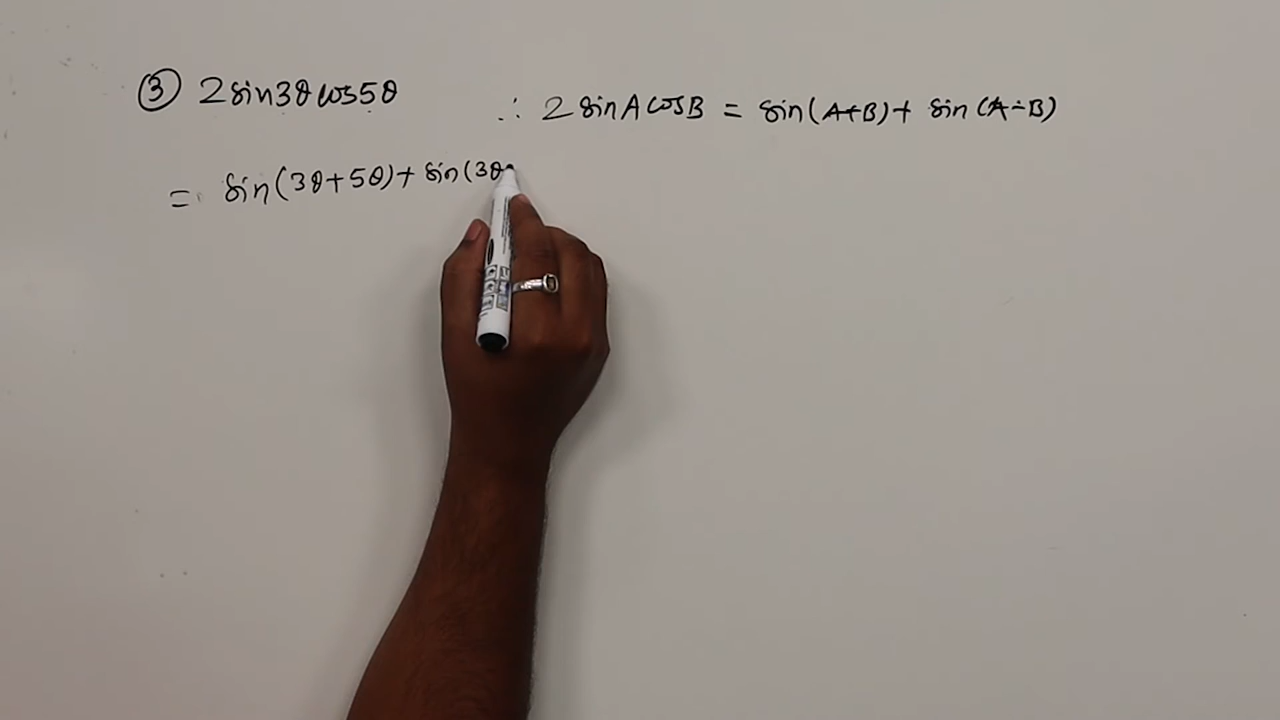 ③ 2sin3θcos5θ
∴ 2sinAcosB = sin(A+B)+ sin(A-B)
= sin(3θ+5θ)+ sin(3θ